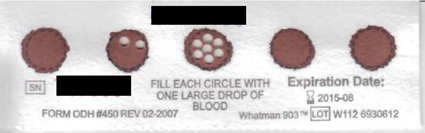 SN
FILL EACH CIRCLE WITH
ONE LARGE DROP OF
BLOOD
Expiration Date:
2015-08
FORM ODH #450 REV 02-2007
Whatman 903™ LOT W112 6930612